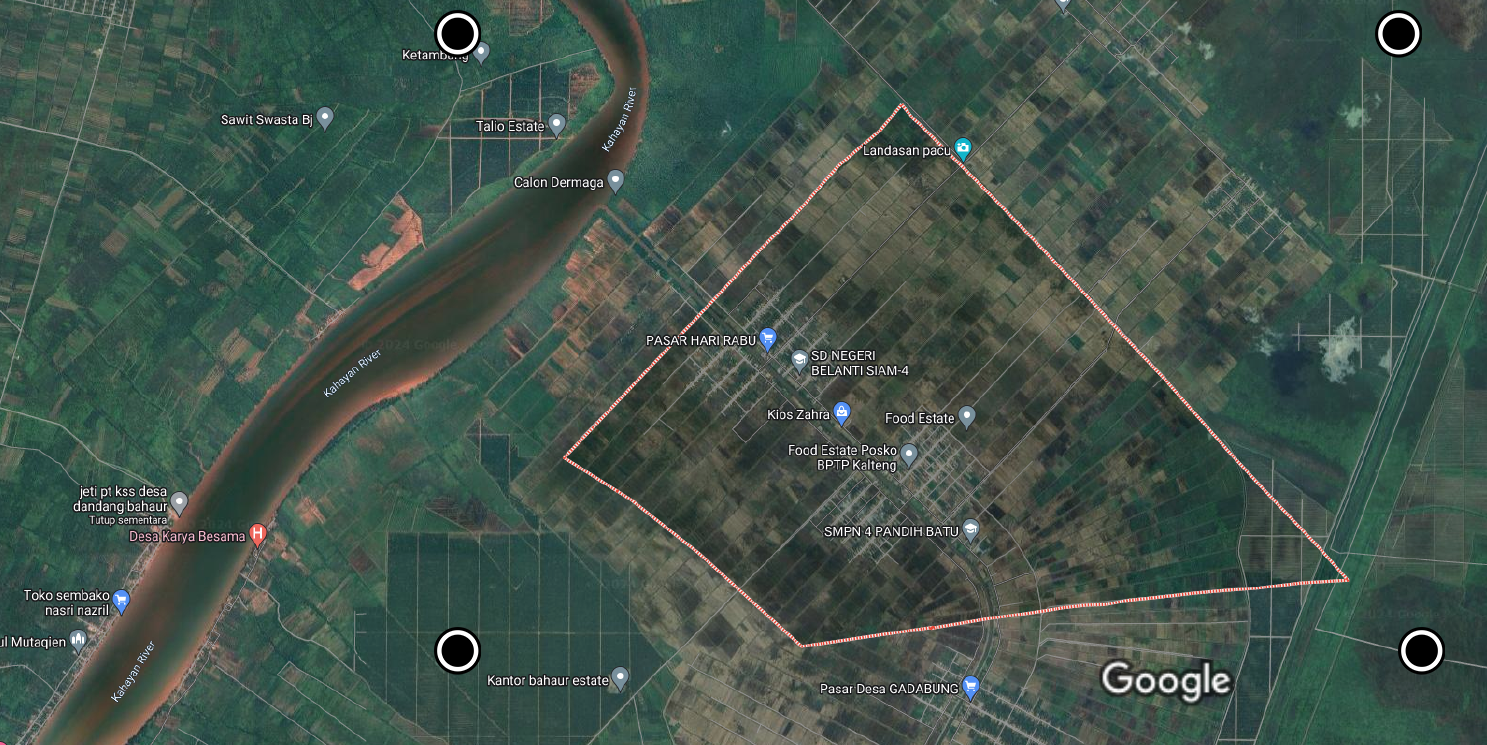 Ketambung
Kahayan River
Sawit Swasta Bj
Talio Estate
Landasan pacu
Calon Dermaga
PASAR HARI RABU
SD NEGERI
BELANTI SIAM-4
Kahayan River
Kios Zahra
Food Estate
Food Estate Posko
BPTP Kalteng
jeti pt kss desa
dandang bahaur
Tutup sementara
Desa Karya Besama
SMPN 4 PANDIH BATU
Toko sembako
nasri nazril
ul Mutaqien
Kahayan River
Kantor bahaur estate
Pasar Desa GADABUNG
Google